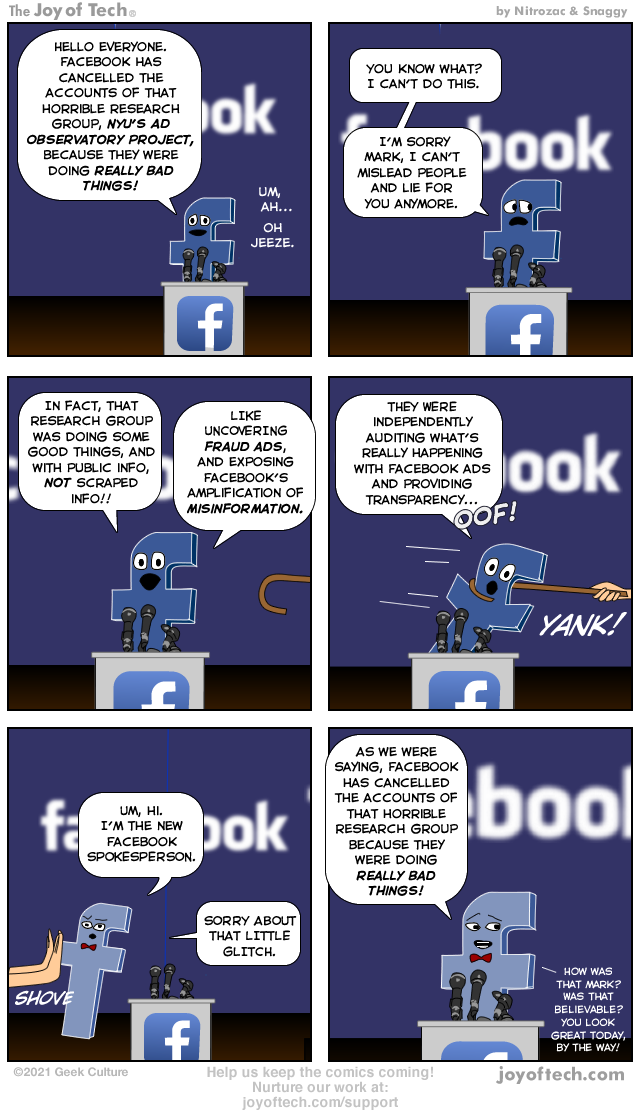 The Joy of Tech®
by Nitrozac & Snaggy
HELLO EVERYONE.
FACEBOOK HAS
CANCELLED THE
ACCOUNTS OF THAT
HORRIBLE RESEARCH
GROUP, NYU'S AD
OBSERVATORY PROJECT,
BECAUSE THEY WERE
DOING REALLY BAD
THINGS!
ook
UM,
AH...
OH
JEEZE.
f
YOU KNOW WHAT?
I CAN'T DO THIS.
I'M SORRY
MARK, I CAN'T
MISLEAD PEOPLE
AND LIE FOR
YOU ANYMORE.
f book
f
IN FACT, THAT
RESEARCH GROUP
WAS DOING SOME
GOOD THINGS, AND
WITH PUBLIC INFO,
NOT SCRAPED
INFO!!
LIKE
UNCOVERING
FRAUD ADS,
AND EXPOSING
FACEBOOK'S
AMPLIFICATION OF
MISINFORMATION.
f
THEY WERE
INDEPENDENTLY
AUDITING WHAT'S
REALLY HAPPENING
WITH FACEBOOK ADS
AND PROVIDING
TRANSPARENCY...
ook
OOF!
YANK!
f
UM, HI.
I'M THE NEW
FACEBOOK
SPOKESPERSON.
fa ook
SORRY ABOUT
THAT LITTLE
GLITCH.
SHOVE
f
AS WE WERE
SAYING, FACEBOOK
HAS CANCELLED
THE ACCOUNTS OF
THAT HORRIBLE
RESEARCH GROUP
BECAUSE THEY
WERE DOING
REALLY BAD
THINGS!
ebook
HOW WAS
THAT MARK?
WAS THAT
BELIEVABLE?
YOU LOOK
GREAT TODAY,
BY THE WAY!
f
©2021 Geek Culture
Help us keep the comics coming!
Nurture our work at:
joyoftech.com/support
joyoftech.com